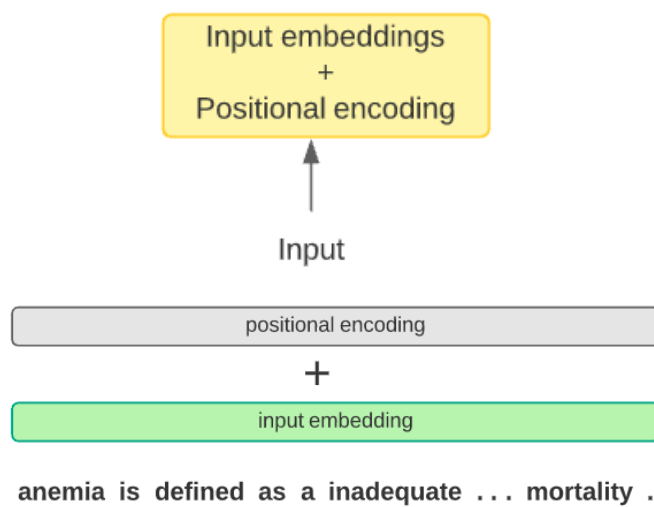 Input embeddings
+
Positional encoding
Input
positional encoding
+
input embedding
anemia is defined as a inadequate ... mortality .